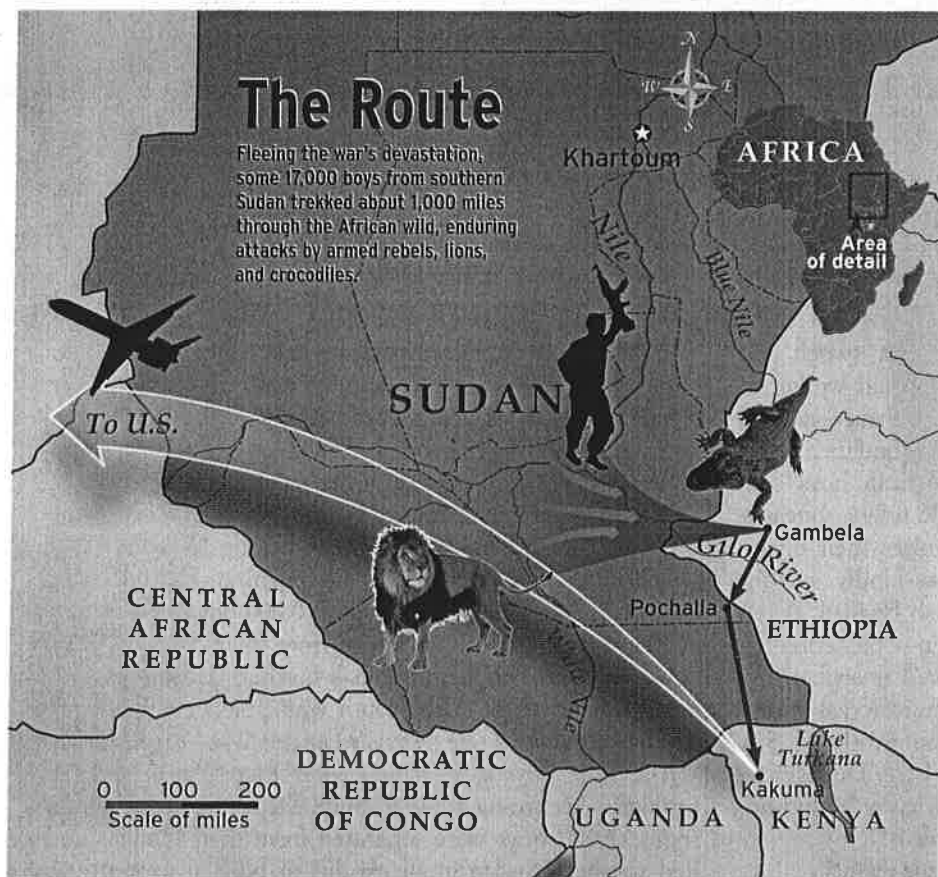 The Route
Fleeing the war's devastation,
some 17,000 boys from southern
Sudan trekked about 1,000 miles
through the African wild, enduring
attacks by armed rebels, lions,
and crocodiles.
N
W
E
S
Khartoum
AFRICA
Area
of detail
Nile
Blue Nile
To U.S.
SUDAN
Gambela
Gilo River
Pochalla
ETHIOPIA
CENTRAL
AFRICAN
REPUBLIC
White Nile
DEMOCRATIC
REPUBLIC
OF CONGO
Lake
Turkana
Kakuma
UGANDA
KENYA
0 100 200
Scale of miles